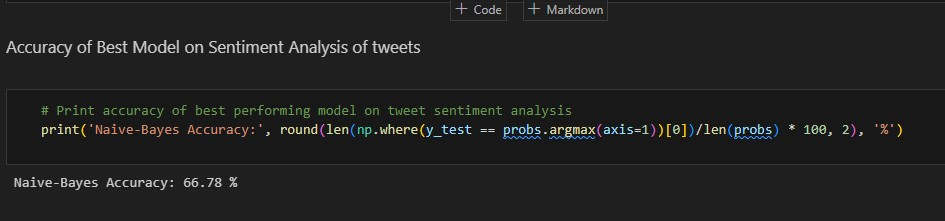 + Code + Markdown
Accuracy of Best Model on Sentiment Analysis of tweets
# Print accuracy of best performing model on tweet sentiment analysis
print('Naive-Bayes Accuracy:', round(len(np.where(y_test == probs.argmax(axis=1))[0])/len(probs) * 100, 2), '%')
Naive-Bayes Accuracy: 66.78 %